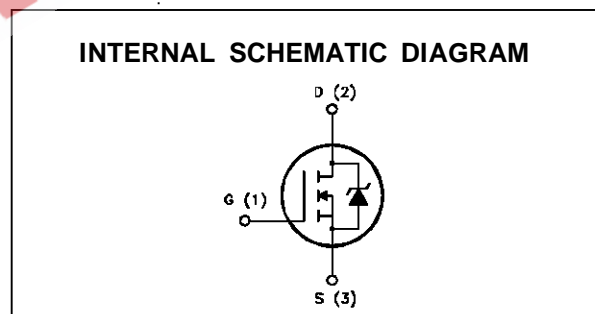 INTERNAL SCHEMATIC DIAGRAM
D (2)
G (1)
S (3)